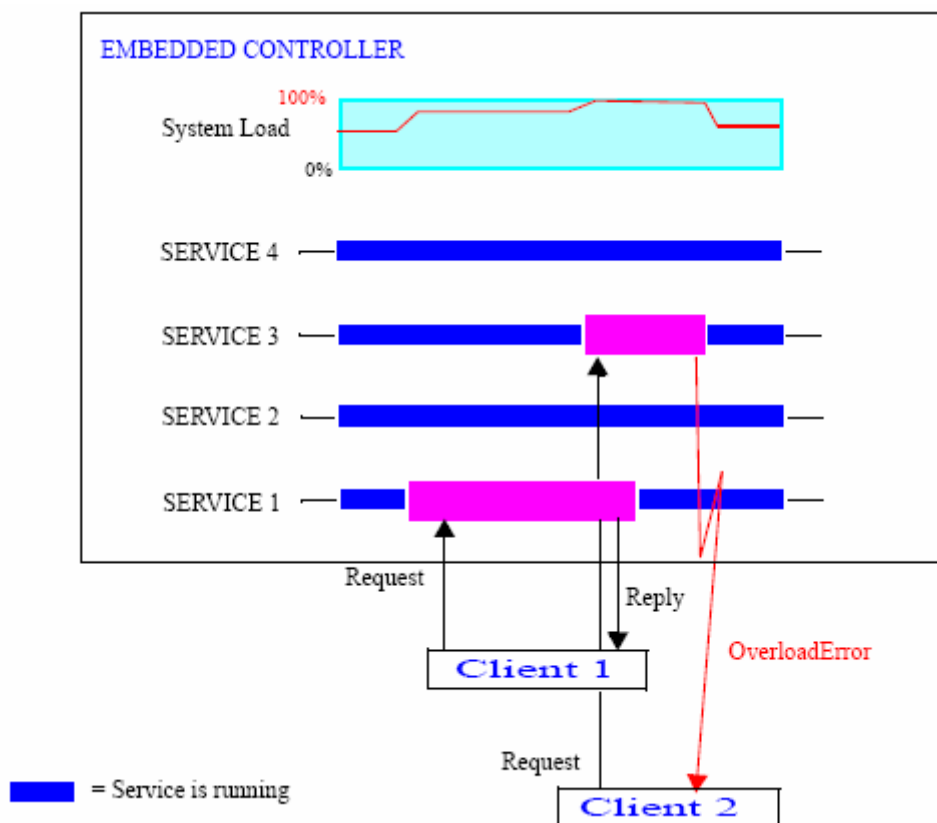 EMBEDDED CONTROLLER
100%
System Load
0%
SERVICE 4
SERVICE 3
SERVICE 2
SERVICE 1
Request
Reply
OverloadError
Client 1
Request
= Service is running
Client 2